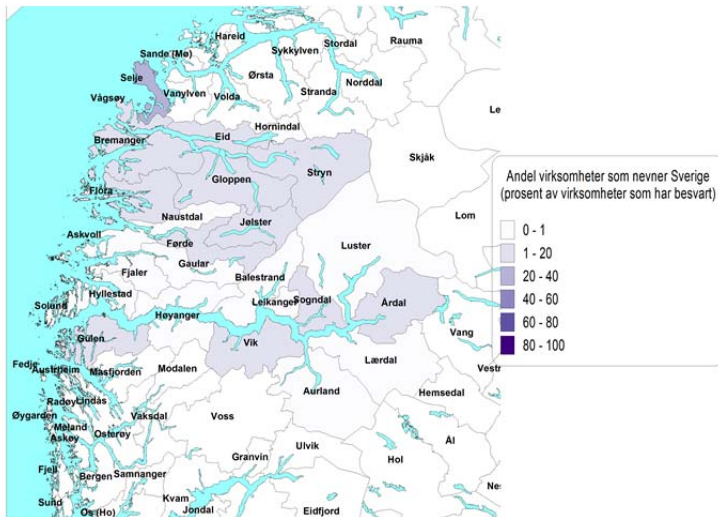 Hareid
Stordal
Rauma
Sande (Mø)
Sykkylven
Selje
Ørsta
Norddal
Vanylven
Volda
Stranda
Vågsøy
Hornindal
Bremanger
Eid
Skjåk
Gloppen
Stryn
Flora
Naustdal
Lom
Jølster
Askvoll
Førde
Luster
Fjaler
Gaular
Balestrand
Hyllestad
Leikanger
Sogndal
Årdal
Solund
Høyanger
Vang
Gulen
Vik
Lærdal
Fedje
Modalen
Vestr
Austrheim
Masfjorden
Aurland
Hemsedal
Radøy
Lindås
Øygarden
Vaksdal
Voss
Meland
Osterøy
Ål
Askøy
Ulvik
Hol
Fjell
Samnanger
Granvin
Bergen
Nes
Sund
Kvam
Os (Ho)
Jondal
Eidfjord
Le
Andel virksomheter som nevner Sverige
(prosent av virksomheter som har besvart)
0 - 1
1 - 20
20 - 40
40 - 60
60 - 80
80 - 100